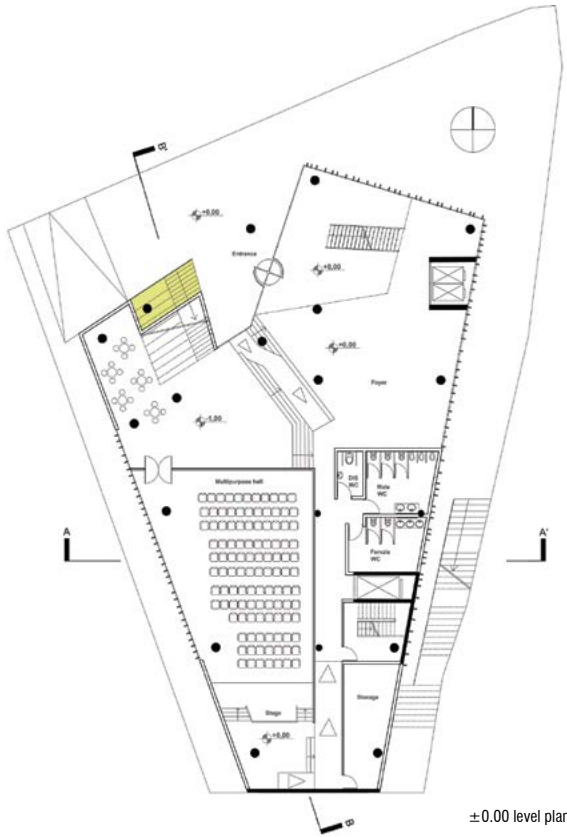 B'
±0,00
Entrance
±0,00
±0,00
Foyer
-1,00
Multipurpose hall
DIS
WC
Male
WC
A
A'
Female
WC
Stage
Storage
±0,00
B
±0.00 level plan